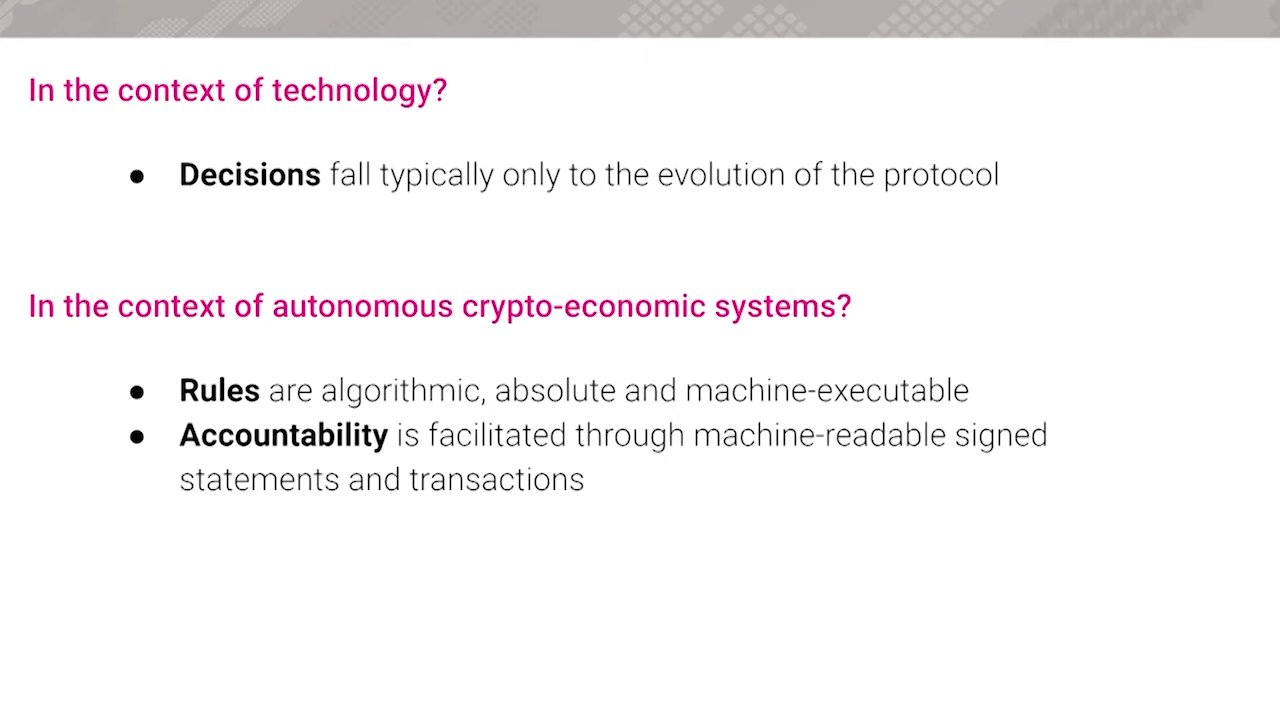 In the context of technology?
● Decisions fall typically only to the evolution of the protocol
In the context of autonomous crypto-economic systems?
● Rules are algorithmic, absolute and machine-executable
● Accountability is facilitated through machine-readable signed
statements and transactions